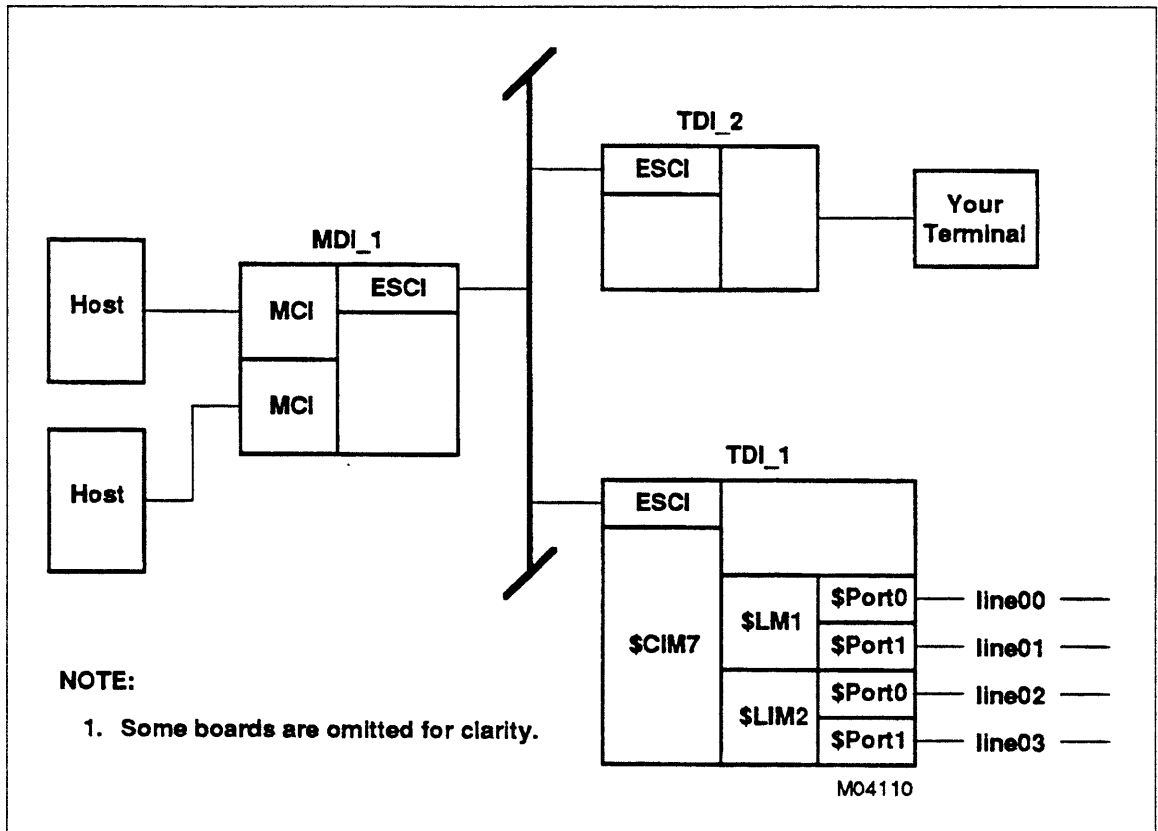 TDI_2
ESCI
Your
Terminal
MDI_1
Host
MCI
ESCI
MCI
Host
TDI_1
ESCI
$CIM7
$LM1
$Port0
line00
$Port1
line01
$LIM2
$Port0
line02
$Port1
line03
NOTE:
1. Some boards are omitted for clarity.
M04110